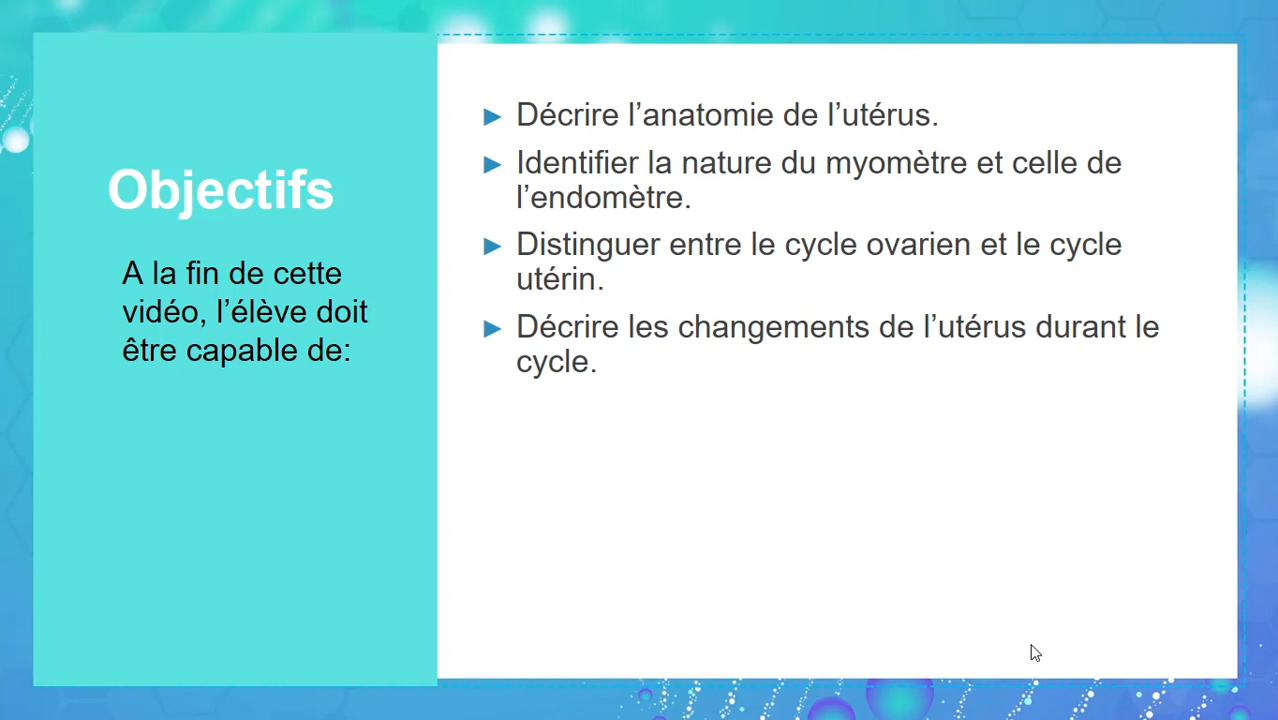 Objectifs
A la fin de cette
vidéo, l’élève doit
être capable de:
► Décrire l’anatomie de l’utérus.
► Identifier la nature du myomètre et celle de
l’endomètre.
► Distinguer entre le cycle ovarien et le cycle
utérin.
► Décrire les changements de l’utérus durant le
cycle.